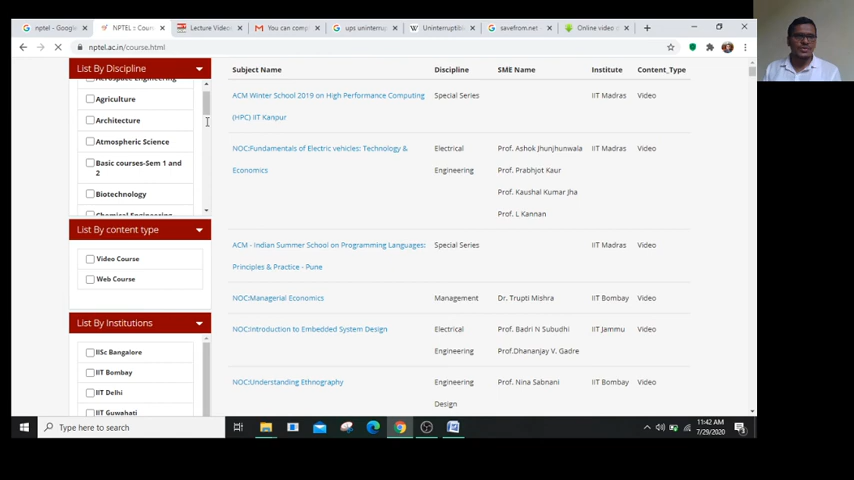 nptel - Goog
NPTEL :: Cour
Lecture Video
You can comp
ups uninterrup
Uninterruptib
savefrom.net -
Online video d
nptel.ac.in/course.html
List By Discipline
Aerospace Engineering
Agriculture
Architecture
Atmospheric Science
Basic courses-Sem 1 and
2
Biotechnology
Chemical Engineering
List By content type
Video Course
Web Course
List By Institutions
IISc Bangalore
IIT Bombay
IIT Delhi
IIT Guwahati
Subject Name Discipline SME Name Institute Content_Type
ACM Winter School 2019 on High Performance Computing Special Series IIT Madras Video
(HPC) IIT Kanpur
NOC:Fundamentals of Electric vehicles: Technology & Electrical Prof. Ashok Jhunjhunwala IIT Madras Video
Economics Engineering Prof. Prabhjot Kaur
Prof. Kaushal Kumar Jha
Prof. L Kannan
ACM - Indian Summer School on Programming Languages: Special Series IIT Madras Video
Principles & Practice - Pune
NOC:Managerial Economics Management Dr. Trupti Mishra IIT Bombay Video
NOC:Introduction to Embedded System Design Electrical Prof. Badri N Subudhi IIT Jammu Video
Engineering Prof.Dhananjay V. Gadre
NOC:Understanding Ethnography Engineering Prof. Nina Sabnani IIT Bombay Video
Design
Type here to search
11:42 AM
7/29/2020